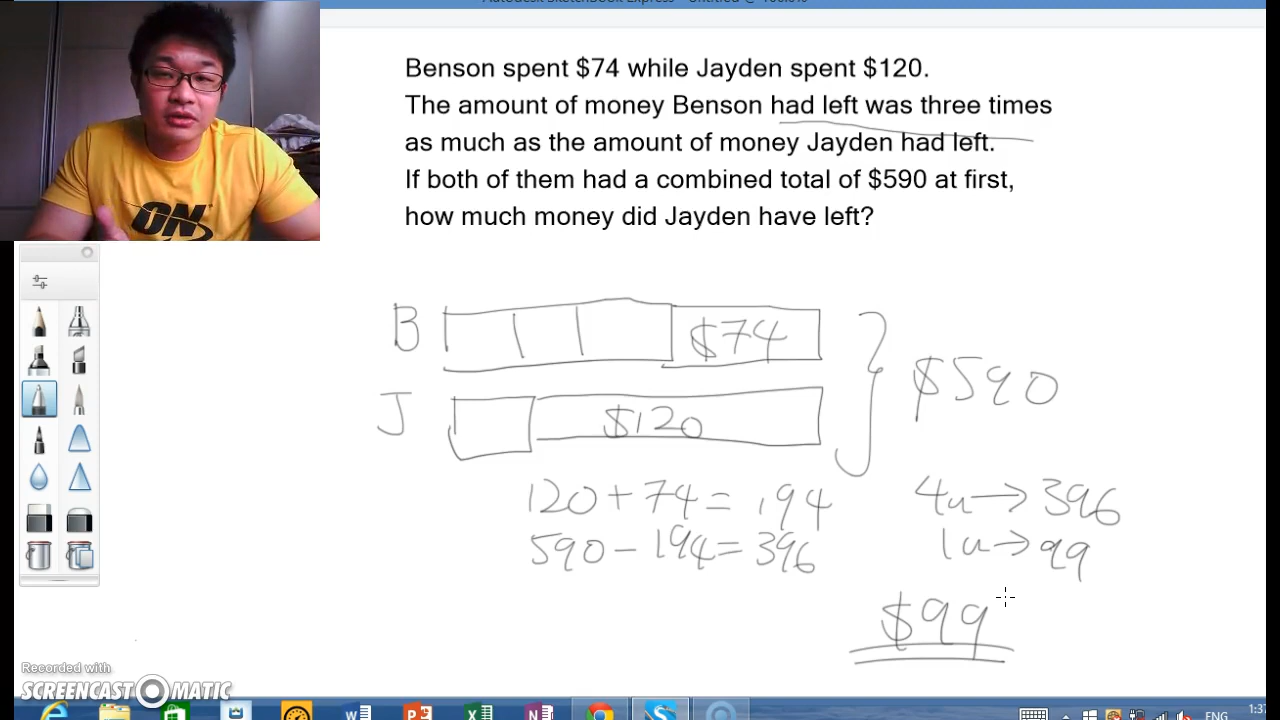 Benson spent $74 while Jayden spent $120.
The amount of money Benson had left was three times
as much as the amount of money Jayden had left.
If both of them had a combined total of $590 at first,
how much money did Jayden have left?
ON
B $74
$590
J $120
120 + 74 = 194
590 - 194 = 396
4u → 396
1u → 99
$99
Recorded with
SCREENCAST MATIC
ENG